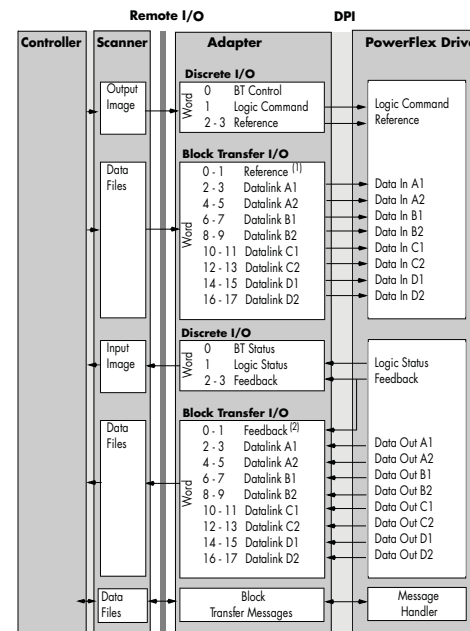 Remote I/O DPI
Controller Scanner Adapter PowerFlex Driv
Discrete I/O
Output Image
Word
0 BT Control
1 Logic Command
2 - 3 Reference
Logic Command
Reference
Block Transfer I/O
Data Files
Word
0 - 1 Reference (1)
2 - 3 Datalink A1
4 - 5 Datalink A2
6 - 7 Datalink B1
8 - 9 Datalink B2
10 - 11 Datalink C1
12 - 13 Datalink C2
14 - 15 Datalink D1
16 - 17 Datalink D2
Data In A1
Data In A2
Data In B1
Data In B2
Data In C1
Data In C2
Data In D1
Data In D2
Discrete I/O
Input Image
Word
0 BT Status
1 Logic Status
2 - 3 Feedback
Logic Status
Feedback
Block Transfer I/O
Data Files
Word
0 - 1 Feedback (2)
2 - 3 Datalink A1
4 - 5 Datalink A2
6 - 7 Datalink B1
8 - 9 Datalink B2
10 - 11 Datalink C1
12 - 13 Datalink C2
14 - 15 Datalink D1
16 - 17 Datalink D2
Data Out A1
Data Out A2
Data Out B1
Data Out B2
Data Out C1
Data Out C2
Data Out D1
Data Out D2
Data Files
Block
Transfer Messages
Message
Handler